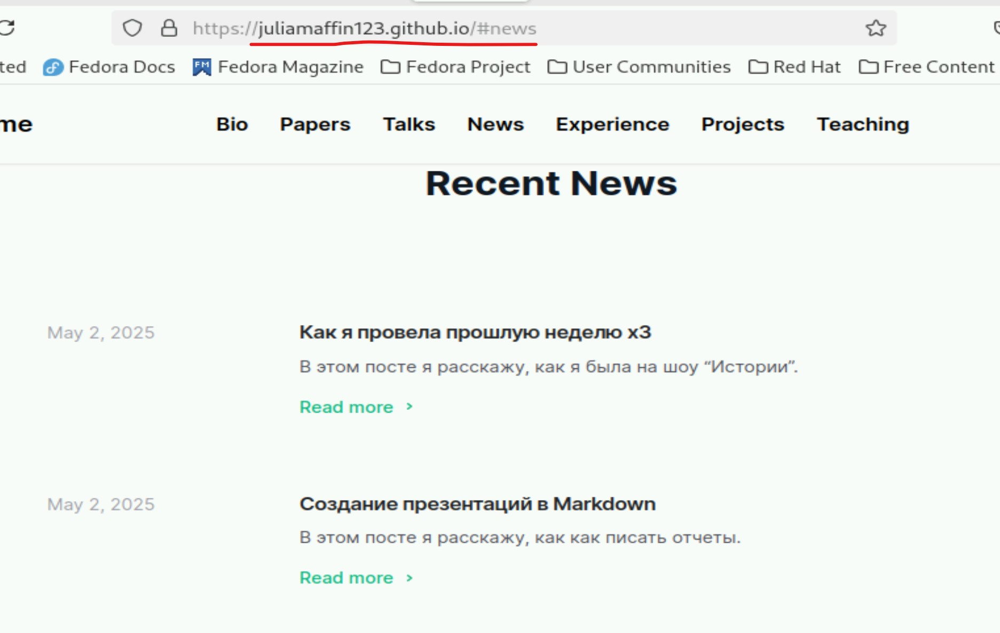 https://juliamaffin123.github.io/#news
ted Fedora Docs FM Fedora Magazine Fedora Project User Communities Red Hat Free Content
me Bio Papers Talks News Experience Projects Teaching
Recent News
May 2, 2025 Как я провела прошлую неделю x3
В этом посте я расскажу, как я была на шоу “Истории”.
Read more
May 2, 2025 Создание презентаций в Markdown
В этом посте я расскажу, как как писать отчеты.
Read more